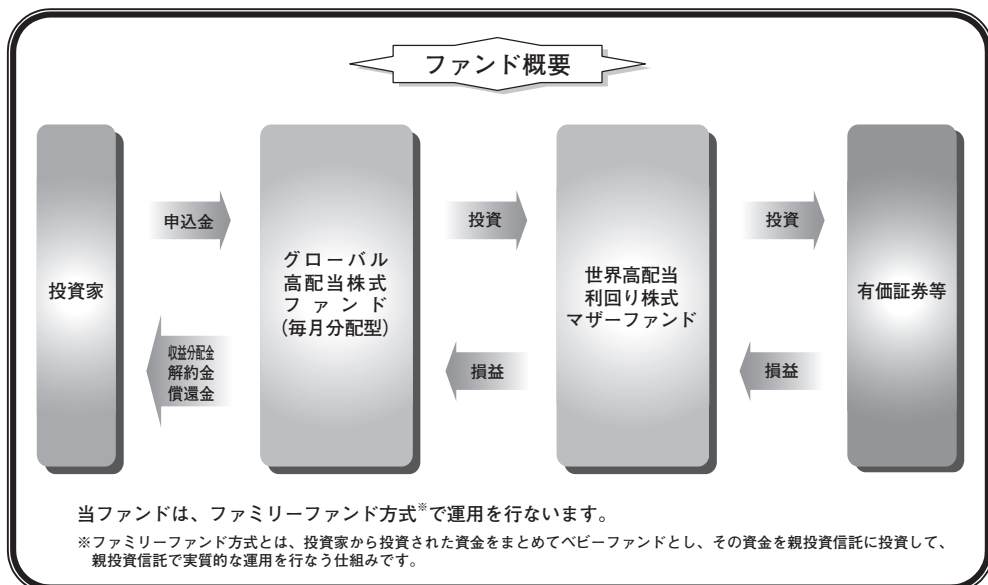 ファンド概要
投資家
申込金
収益分配金
解約金
償還金
グローバル
高配当株式
ファンド
(毎月分配型)
投資
損益
世界高配当
利回り株式
マザーファンド
投資
損益
有価証券等
当ファンドは、ファミリーファンド方式※で運用を行ないます。
※ファミリーファンド方式とは、投資家から投資された資金をまとめてベビーファンドとし、その資金を親投資信託に投資して、
親投資信託で実質的な運用を行なう仕組みです。